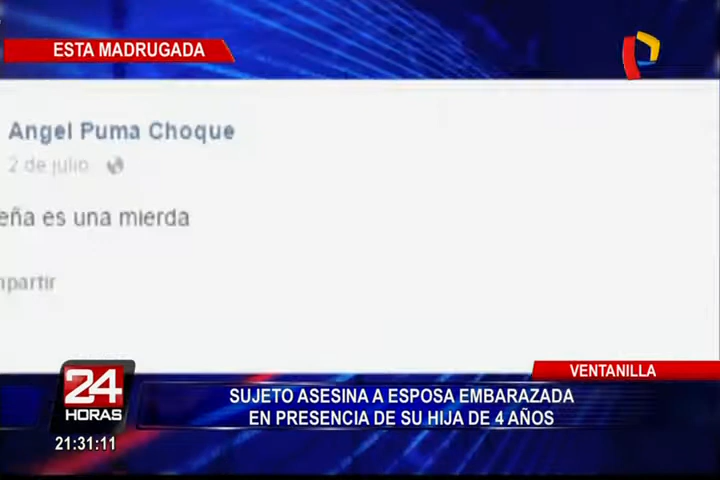 ESTA MADRUGADA
Angel Puma Choque
2 de julio
eña es una mierda
mpartir
VENTANILLA
24
HORAS
SUJETO ASESINA A ESPOSA EMBARAZADA
EN PRESENCIA DE SU HIJA DE 4 AÑOS
21:31:11